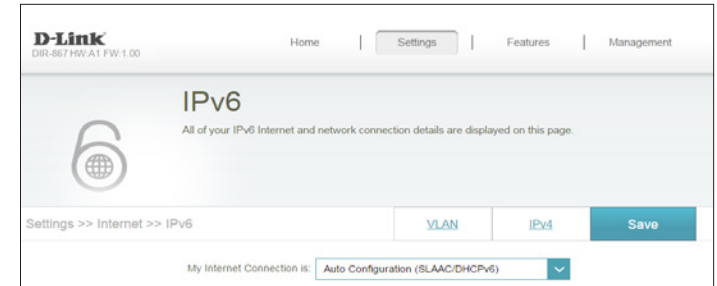 D-Link
DIR-867 HW:A1 FW:1.00
Home | Settings | Features | Management
IPv6
All of your IPv6 Internet and network connection details are displayed on this page.
Settings >> Internet >> IPv6
VLAN
IPv4
Save
My Internet Connection is: Auto Configuration (SLAAC/DHCPv6)